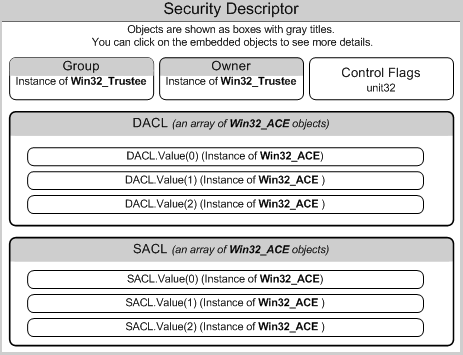 Security Descriptor
Objects are shown as boxes with gray titles.
You can click on the embedded objects to see more details.
Group
Instance of Win32_Trustee
Owner
Instance of Win32_Trustee
Control Flags
unit32
DACL (an array of Win32_ACE objects)
DACL.Value(0) (Instance of Win32_ACE)
DACL.Value(1) (Instance of Win32_ACE )
DACL.Value(2) (Instance of Win32_ACE )
SACL (an array of Win32_ACE objects)
SACL.Value(0) (Instance of Win32_ACE)
SACL.Value(1) (Instance of Win32_ACE )
SACL.Value(2) (Instance of Win32_ACE )